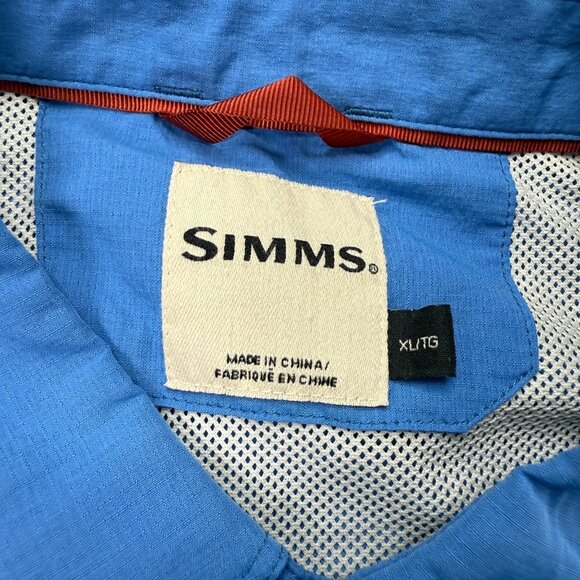 SIMMS®
XL/TG
MADE IN CHINA/
FABRIQUÉ EN CHINE